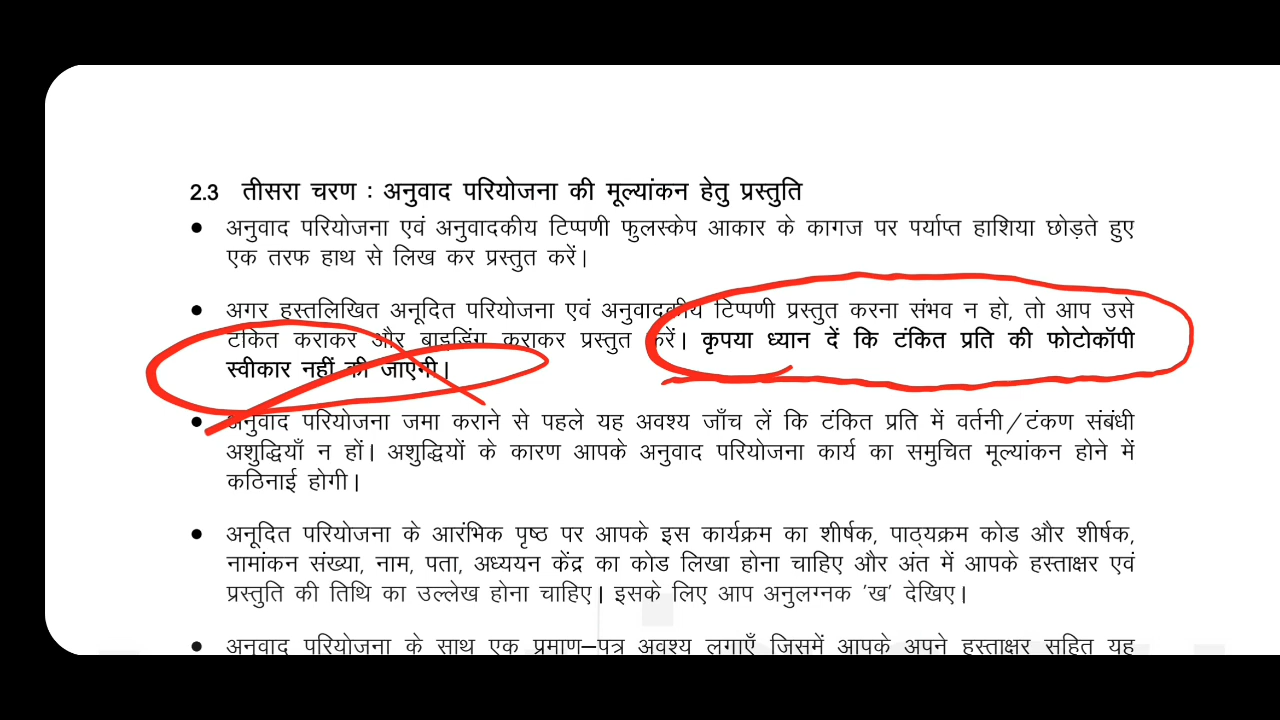 2.3 तीसरा चरण : अनुवाद परियोजना की मूल्यांकन हेतु प्रस्तुति
● अनुवाद परियोजना एवं अनुवादकीय टिप्पणी फुलस्केप आकार के कागज पर पर्याप्त हाशिया छोड़ते हुए
एक तरफ हाथ से लिख कर प्रस्तुत करें।
● अगर हस्तलिखित अनूदित परियोजना एवं अनुवादकीय टिप्पणी प्रस्तुत करना संभव न हो, तो आप उसे
टंकित कराकर और बाइडिंग कराकर प्रस्तुत करें। कृपया ध्यान दें कि टंकित प्रति की फोटोकॉपी
स्वीकार नहीं की जाएगी।
● अनुवाद परियोजना जमा कराने से पहले यह अवश्य जाँच लें कि टंकित प्रति में वर्तनी/टंकण संबंधी
अशुद्धियाँ न हों। अशुद्धियों के कारण आपके अनुवाद परियोजना कार्य का समुचित मूल्यांकन होने में
कठिनाई होगी।
● अनूदित परियोजना के आरंभिक पृष्ठ पर आपके इस कार्यक्रम का शीर्षक, पाठ्यक्रम कोड और शीर्षक,
नामांकन संख्या, नाम, पता, अध्ययन केंद्र का कोड लिखा होना चाहिए और अंत में आपके हस्ताक्षर एवं
प्रस्तुति की तिथि का उल्लेख होना चाहिए। इसके लिए आप अनुलग्नक 'ख' देखिए।
● अनुवाद परियोजना के साथ एक प्रमाण–पत्र अवश्य लगाएँ जिसमें आपके अपने हस्ताक्षर सहित यह